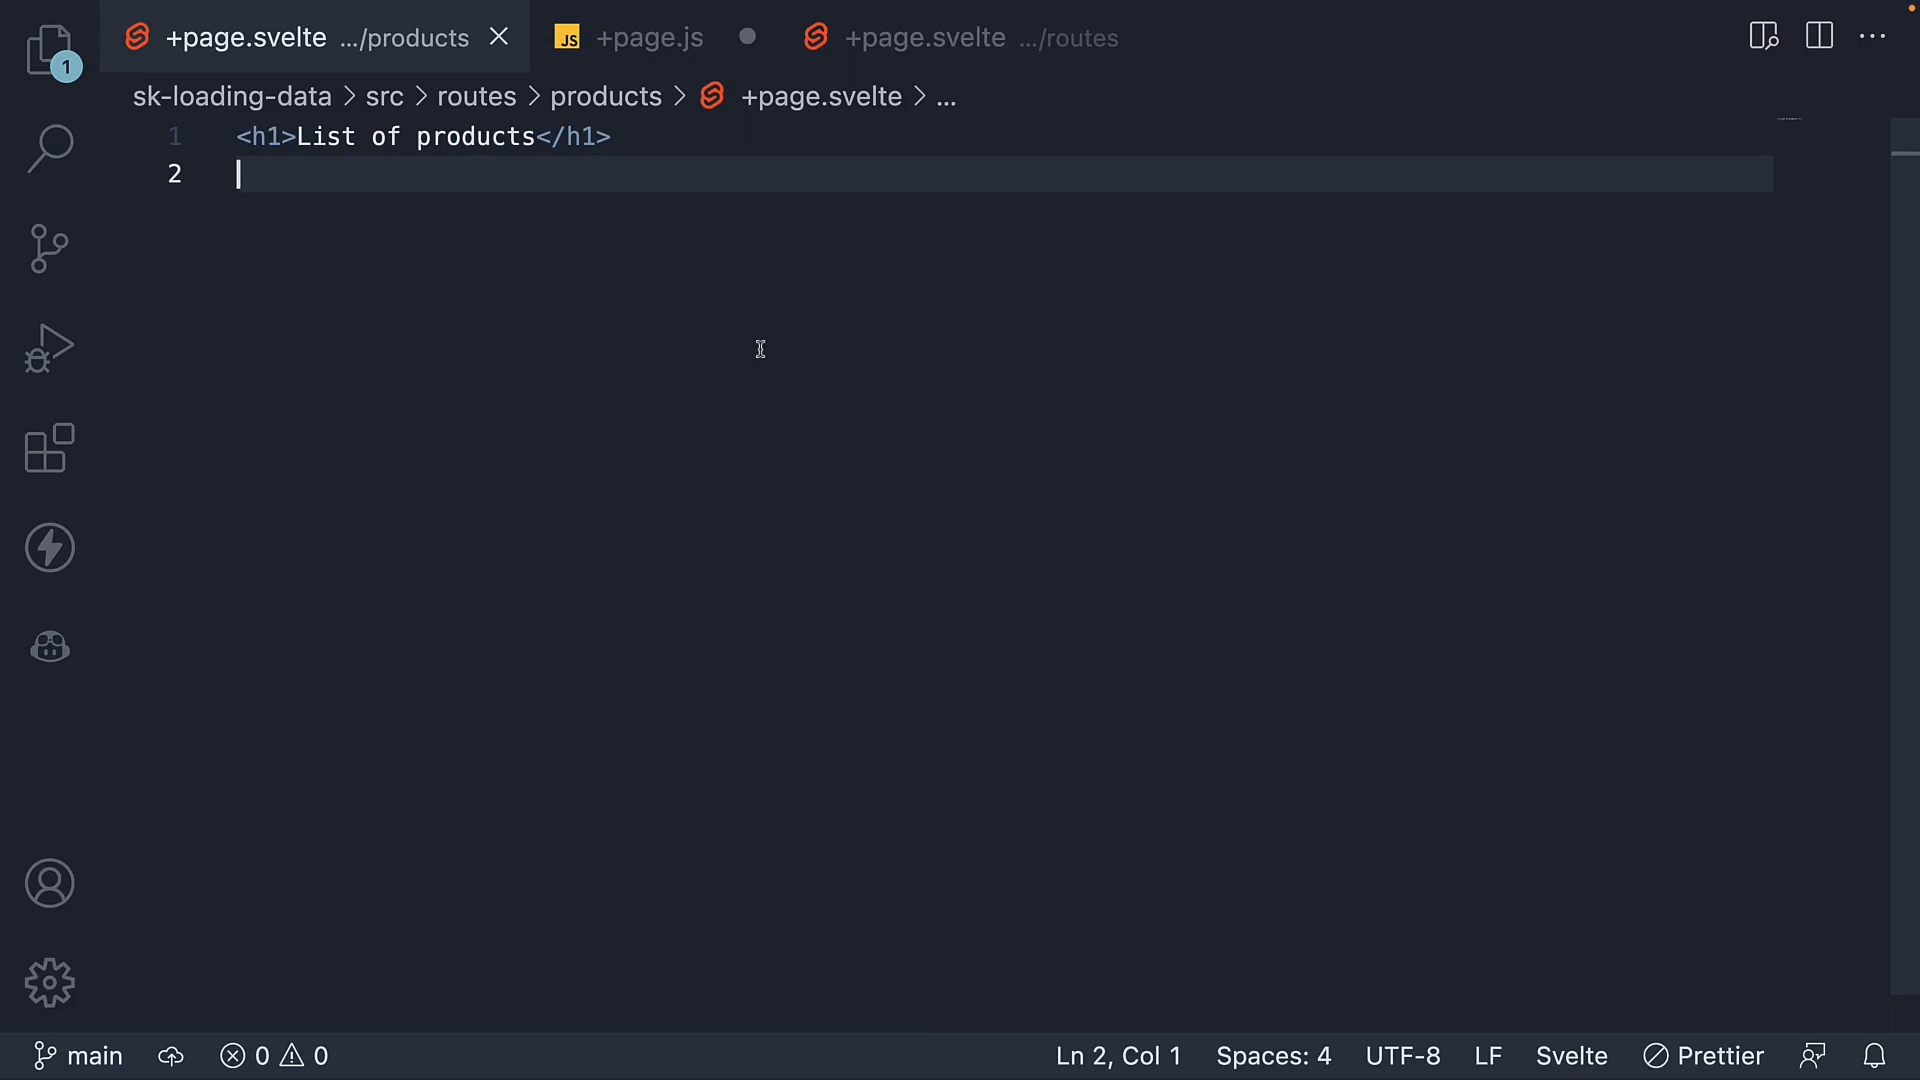 +page.svelte .../products
JS +page.js
+page.svelte .../routes
1
sk-loading-data > src > routes > products > +page.svelte > ...
1 <h1>List of products</h1>
2
main
0 0
Ln 2, Col 1 Spaces: 4 UTF-8 LF Svelte Prettier